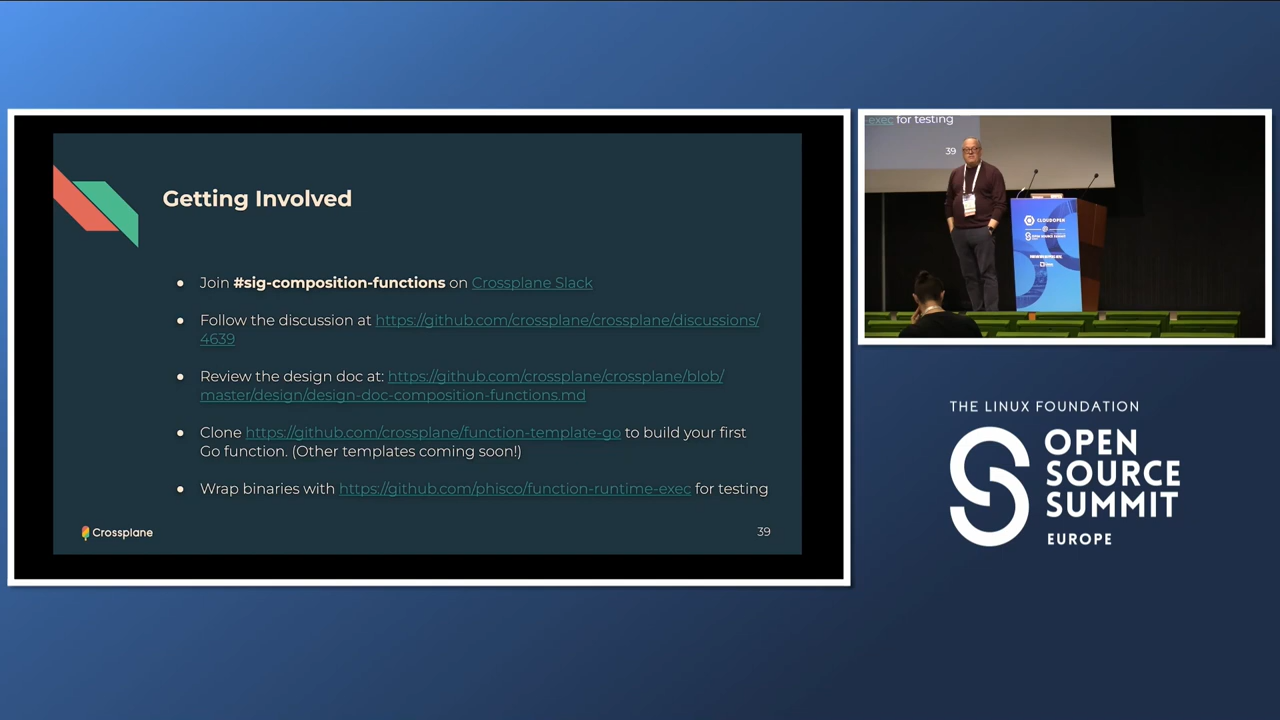 Getting Involved
● Join #sig-composition-functions on Crossplane Slack
● Follow the discussion at https://github.com/crossplane/crossplane/discussions/
4639
● Review the design doc at: https://github.com/crossplane/crossplane/blob/
master/design/design-doc-composition-functions.md
● Clone https://github.com/crossplane/function-template-go to build your first
Go function. (Other templates coming soon!)
● Wrap binaries with https://github.com/phisco/function-runtime-exec for testing
Crossplane
39
exec for testing
39
CLOUDOPEN
OPEN SOURCE SUMMIT
THE LINUX FOUNDATION
OPEN
SOURCE
SUMMIT
EUROPE